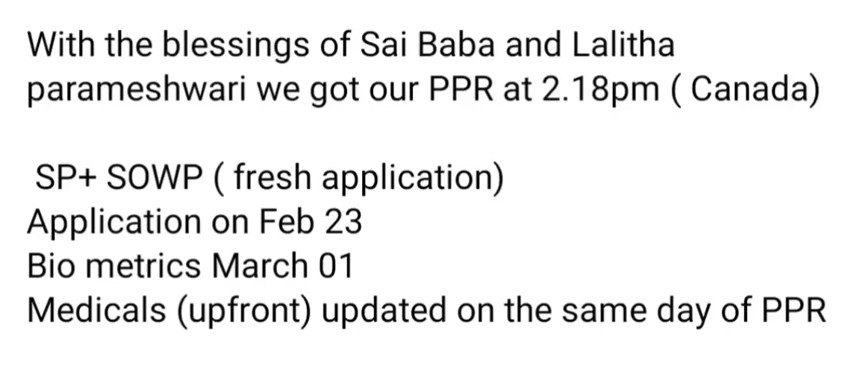 With the blessings of Sai Baba and Lalitha
parameshwari we got our PPR at 2.18pm ( Canada)
SP+ SOWP ( fresh application)
Application on Feb 23
Bio metrics March 01
Medicals (upfront) updated on the same day of PPR